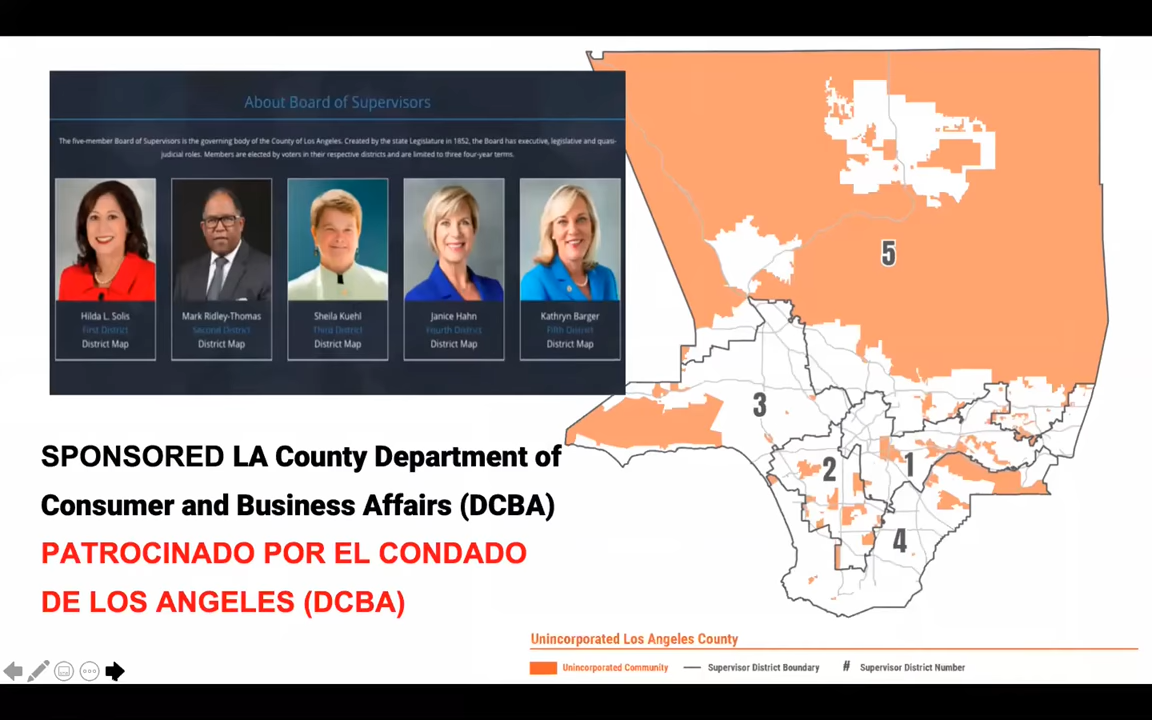 About Board of Supervisors
The five-member Board of Supervisors is the governing body of the County of Los Angeles. Created by the state Legislature in 1852, the Board has executive, legislative and quasi-
judicial roles. Members are elected by voters in their respective districts and are limited to three four-year terms.
Hilda L. Solis
First District
District Map
Mark Ridley-Thomas
Second District
District Map
Sheila Kuehl
Third District
District Map
Janice Hahn
Fourth District
District Map
Kathryn Barger
Fifth District
District Map
SPONSORED LA County Department of
Consumer and Business Affairs (DCBA)
PATROCINADO POR EL CONDADO
DE LOS ANGELES (DCBA)
5
3
2
1
4
Unincorporated Los Angeles County
Unincorporated Community
Supervisor District Boundary
# Supervisor District Number